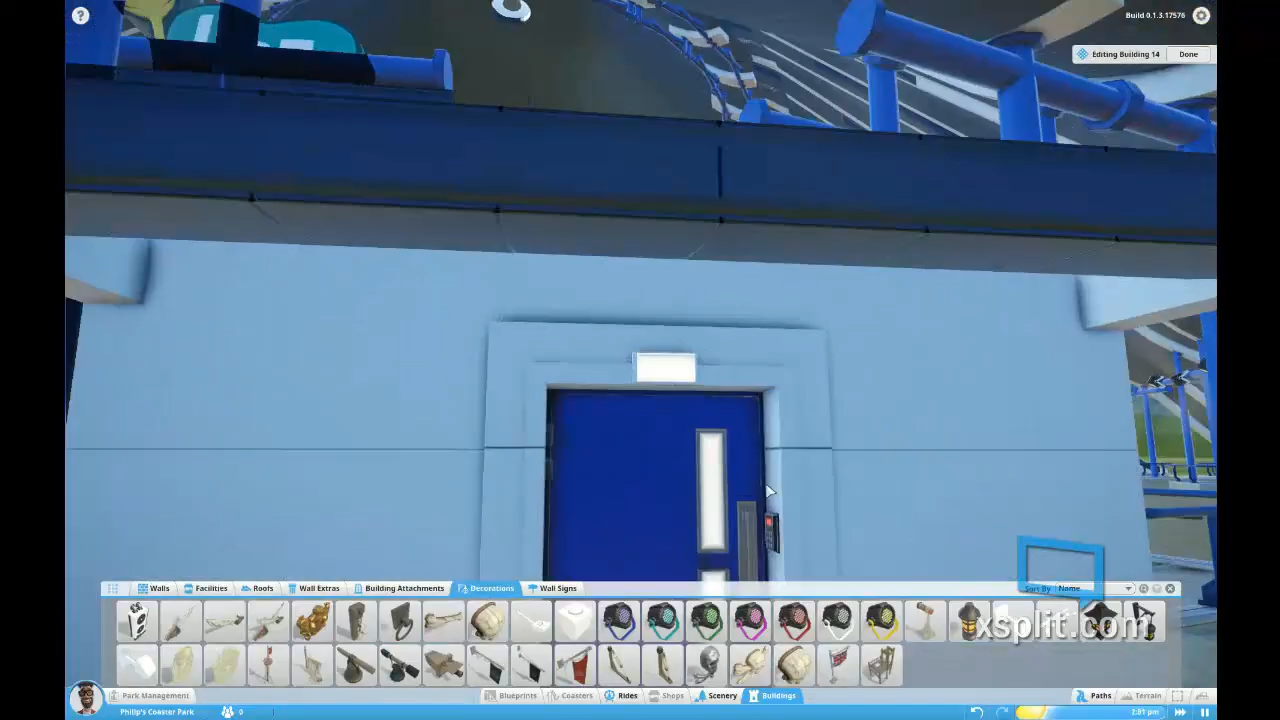 ?
Build 0.1.3.17576
Editing Building 14
Done
Walls
Facilities
Roofs
Wall Extras
Building Attachments
Decorations
Wall Signs
Sort By
Name
xsplit.com
Park Management
Blueprints
Coasters
Rides
Shops
Scenery
Buildings
Paths
Terrain
Philip's Coaster Park
0
2:01 pm